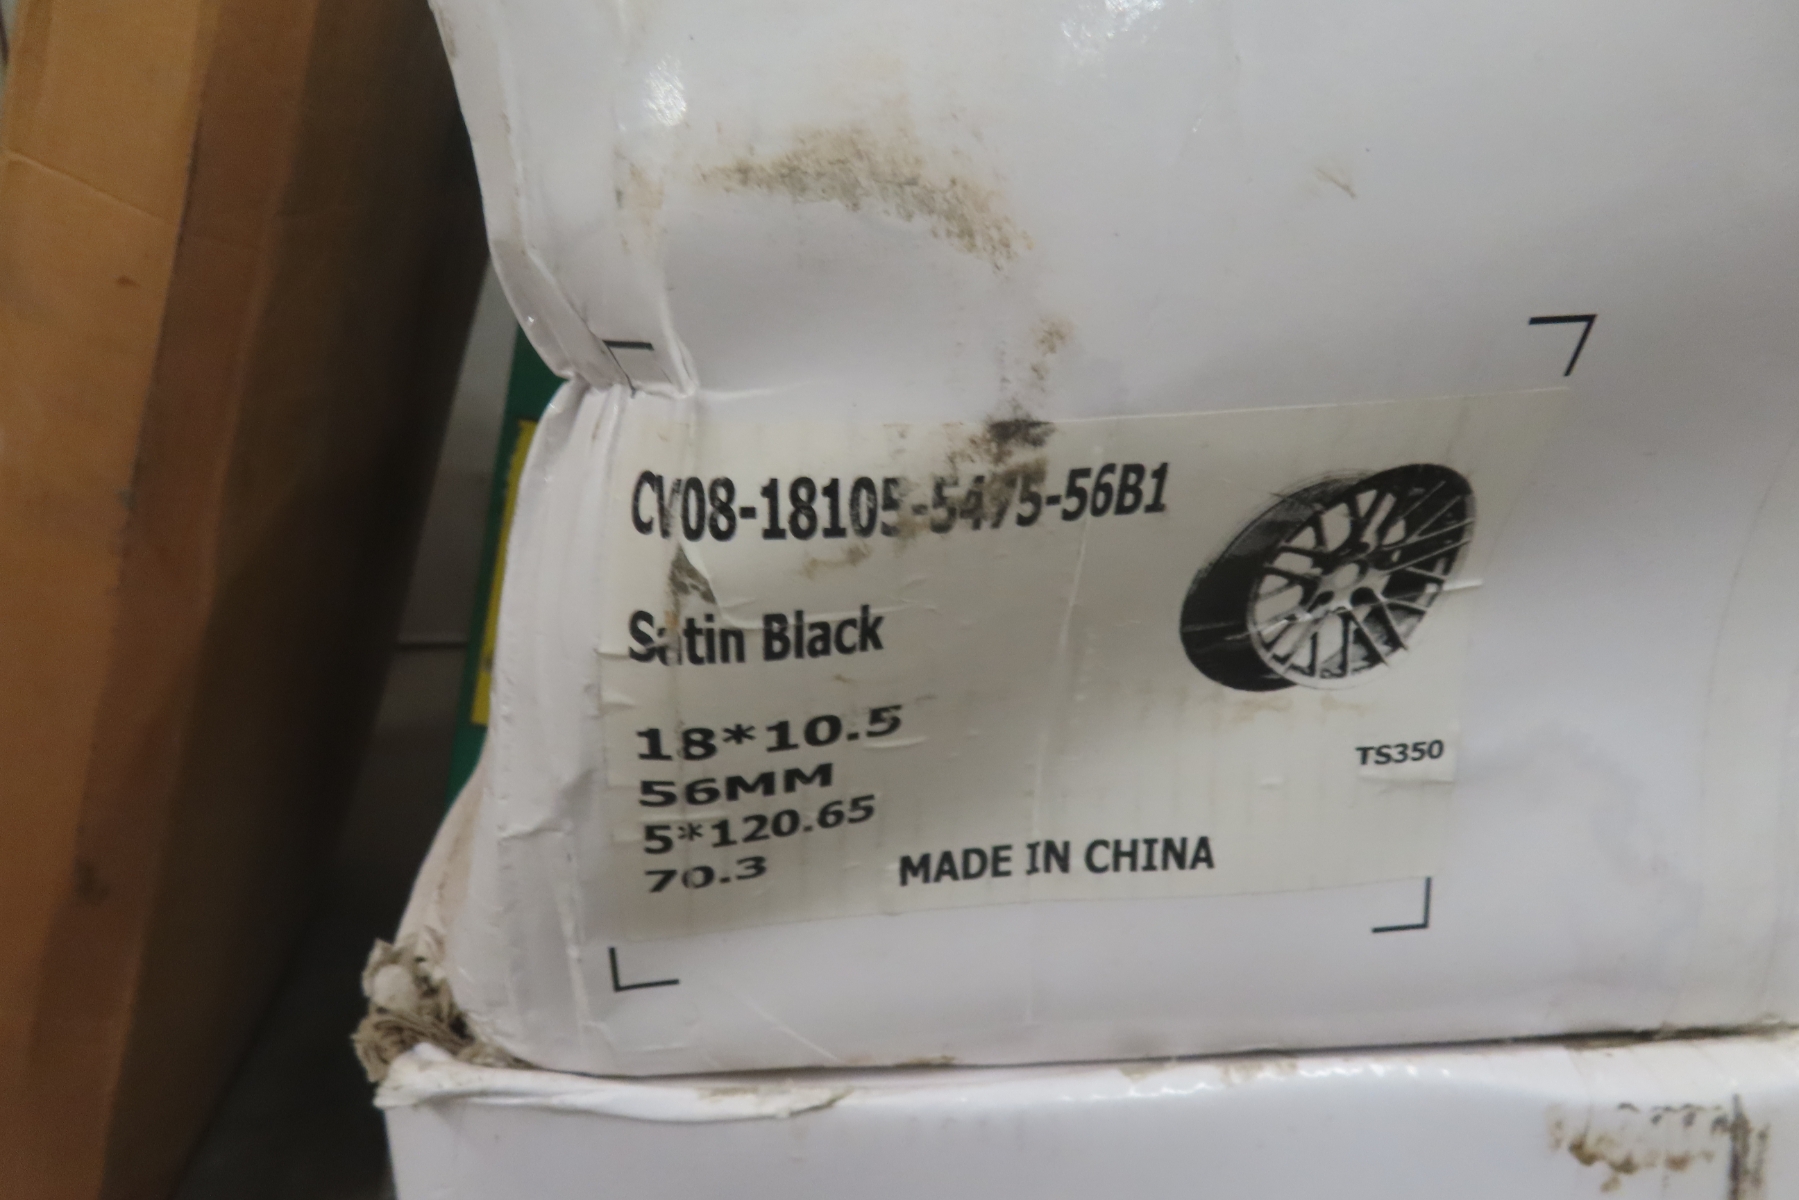 CV08-18105-5475-56B1
Satin Black
18*10.5
56MM
5*120.65
70.3
MADE IN CHINA
TS350